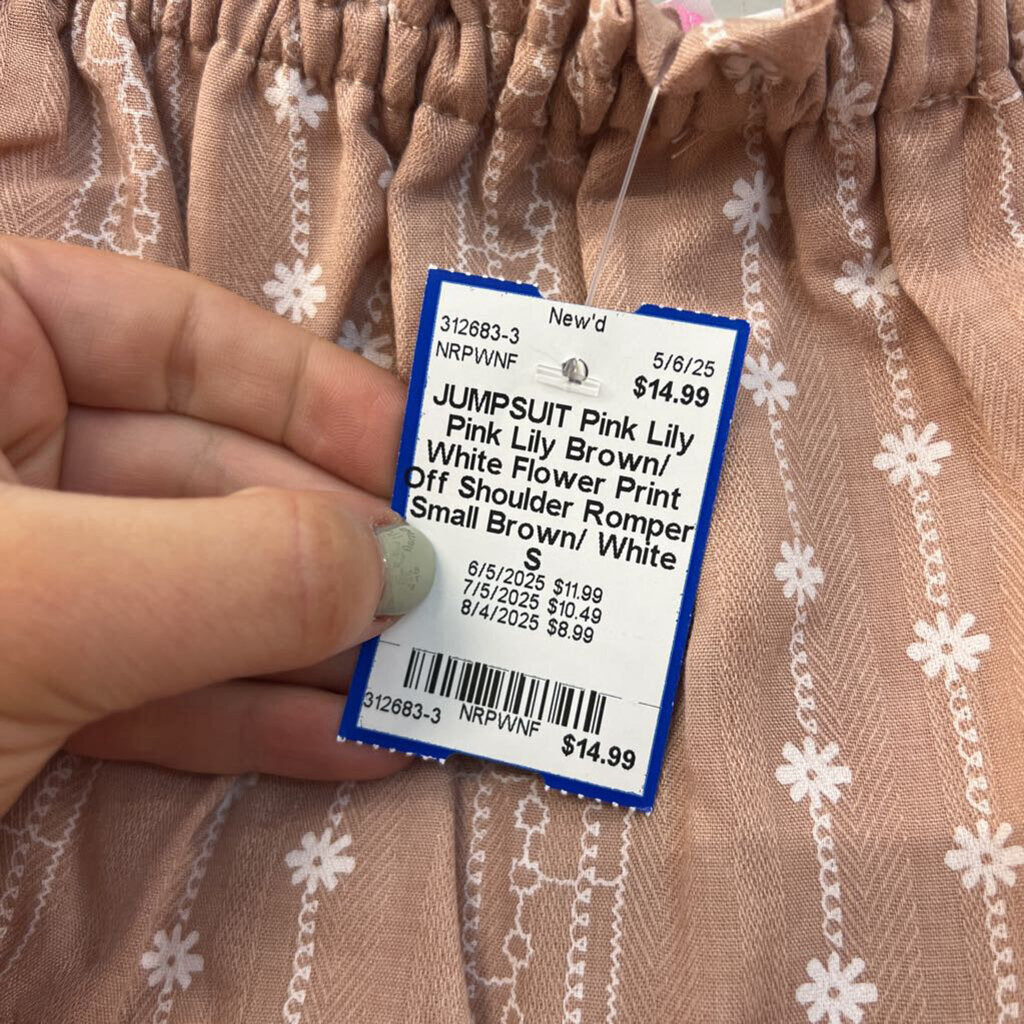 New'd
312683-3
NRPWNF
5/6/25
$14.99
JUMPSUIT Pink Lily
Pink Lily Brown/
White Flower Print
Off Shoulder Romper
Small Brown/ White
S
6/5/2025 $11.99
7/5/2025 $10.49
8/4/2025 $8.99
312683-3 NRPWNF $14.99